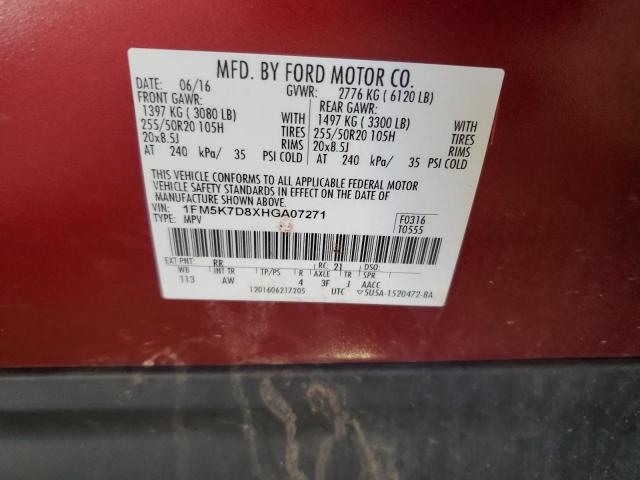 MFD. BY FORD MOTOR CO.
DATE: 06/16 GVWR: 2776 KG ( 6120 LB)
FRONT GAWR: REAR GAWR:
1397 KG ( 3080 LB) WITH 1497 KG ( 3300 LB) WITH
255/50R20 105H TIRES 255/50R20 105H TIRES
20x8.5J RIMS 20x8.5J RIMS
AT 240 kPa/ 35 PSI COLD AT 240 kPa/ 35 PSI COLD
THIS VEHICLE CONFORMS TO ALL APPLICABLE FEDERAL MOTOR
VEHICLE SAFETY STANDARDS IN EFFECT ON THE DATE OF
MANUFACTURE SHOWN ABOVE.
VIN: 1FM5K7D8XHGA07271 F0316
TYPE: MPV T0555
EXT PNT: RR RC: 21 DSO:
WB INT TR TP/PS R AXLE TR SPR
113 AW 4 3F J AACC
1201606217205 UTC ▽5U5A-1520472-BA